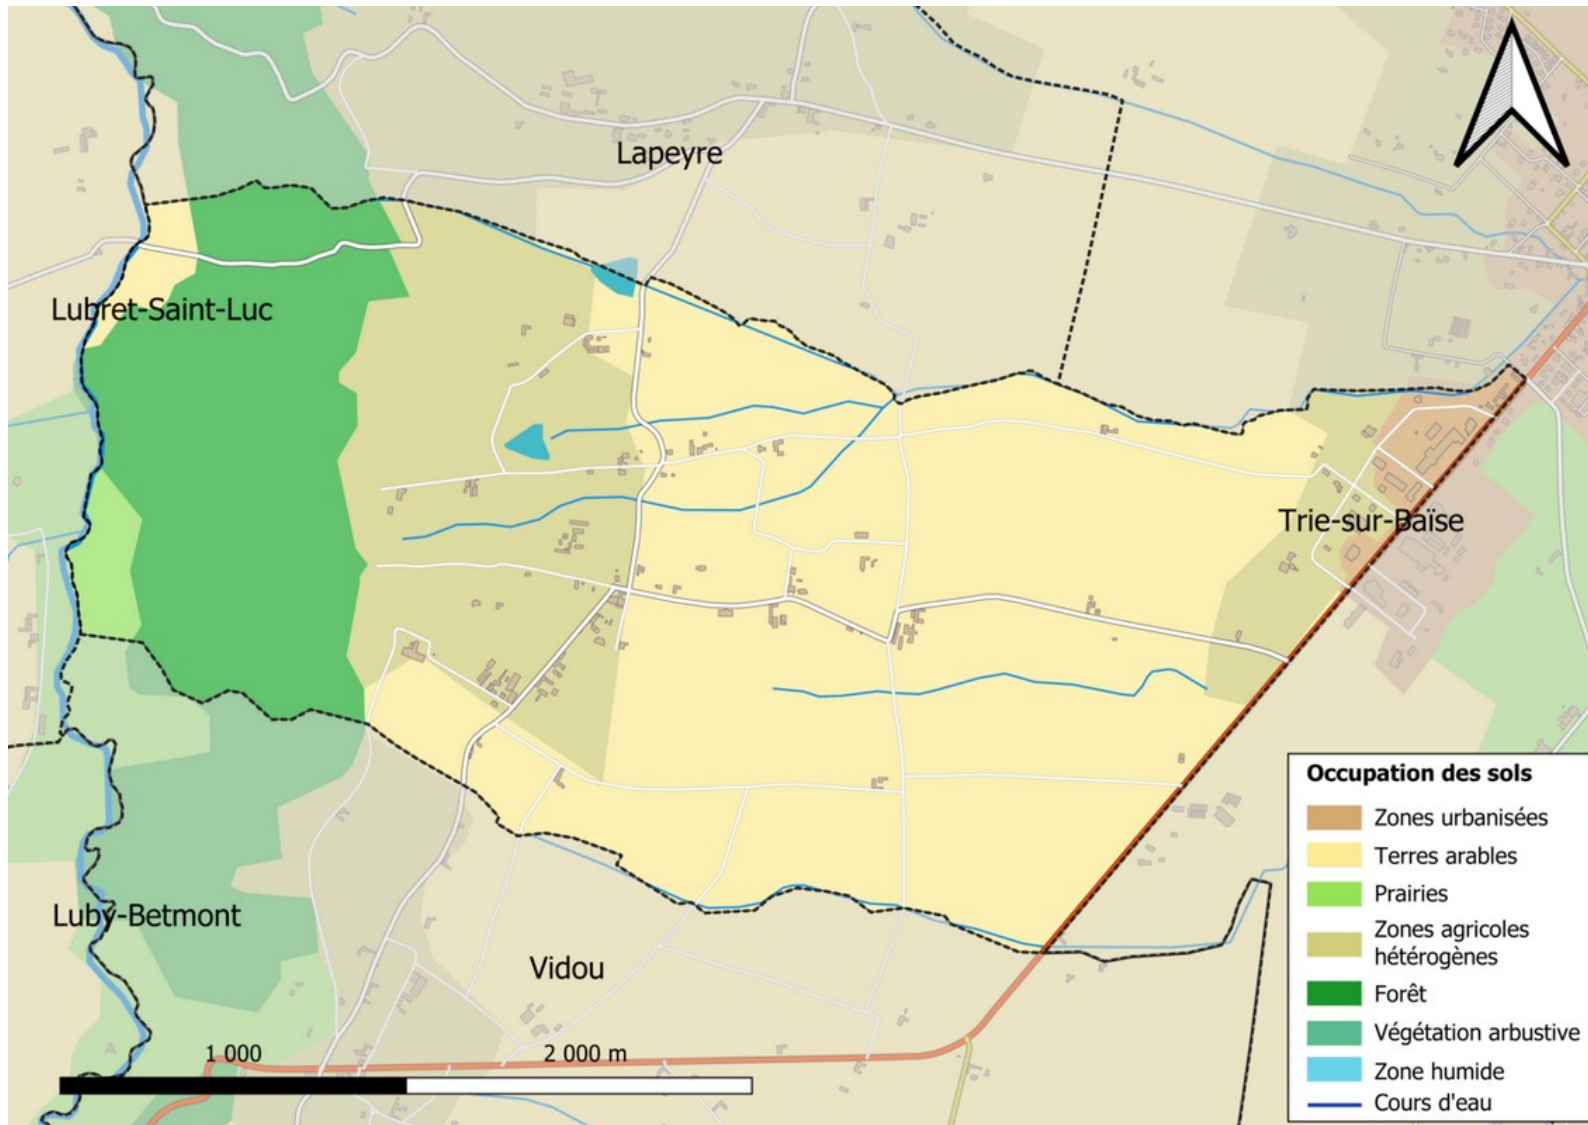 Lapeyre
Lubret-Saint-Luc
Trie-sur-Baïse
Luby-Betmont
Vidou
1 000
2 000 m
Occupation des sols
Zones urbanisées
Terres arables
Prairies
Zones agricoles
hétérogènes
Forêt
Végétation arbustive
Zone humide
Cours d'eau